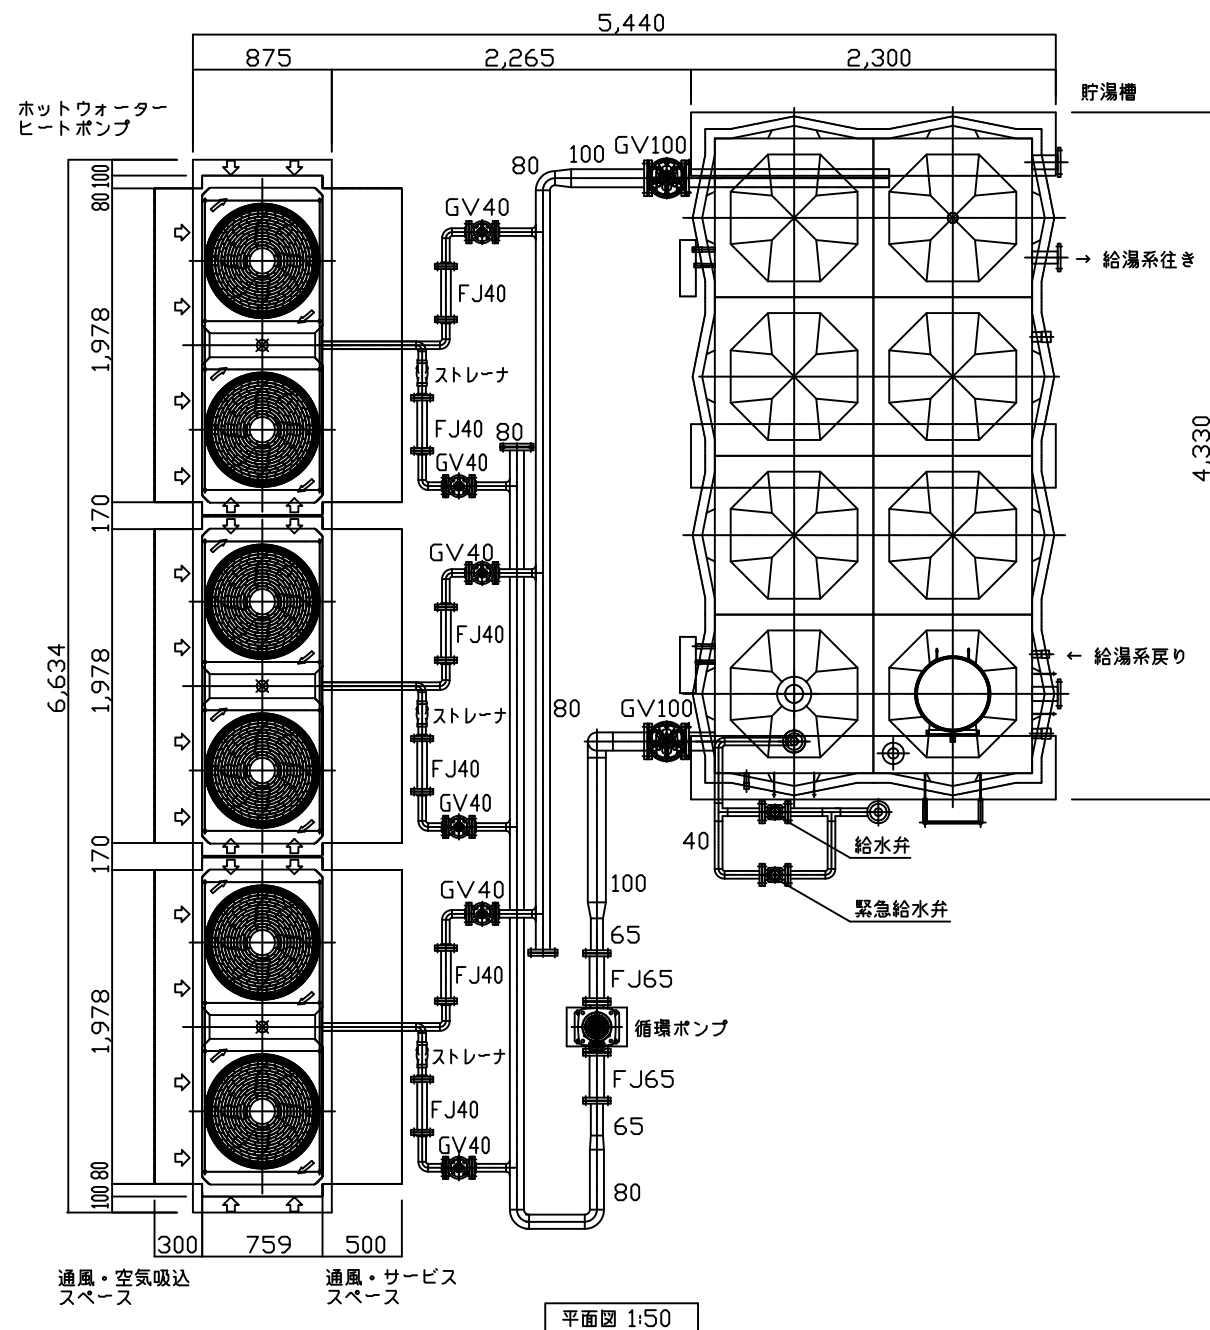 5,440
875
2,265
2,300
貯湯槽
ホットウォーター
ヒートポンプ
100
80
GV100
100
80
GV40
→ 給湯系往き
FJ40
1,978
ストレーナ
FJ40
80
GV40
4,330
170
GV40
FJ40
6,634
1,978
← 給湯系戻り
ストレーナ
80
GV100
FJ40
GV40
40
給水弁
170
GV40
100
緊急給水弁
65
FJ40
FJ65
1,978
循環ポンプ
ストレーナ
FJ65
FJ40
65
GV40
80
80
100
300
759
500
通風・空気吸込
スペース
通風・サービス
スペース
平面図 1:50